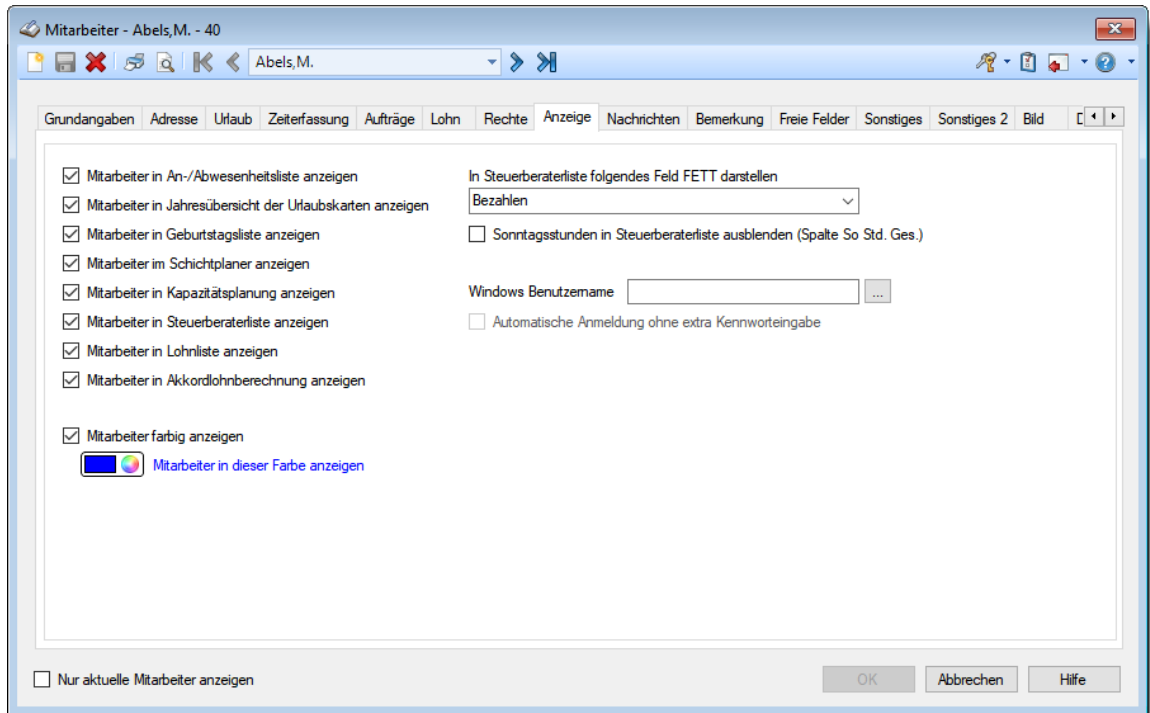 Mitarbeiter - Abels,M. - 40
Abels,M.
Grundangaben Adresse Urlaub Zeiterfassung Aufträge Lohn Rechte Anzeige Nachrichten Bemerkung Freie Felder Sonstiges Sonstiges 2 Bild
Mitarbeiter in An-/Abwesenheitsliste anzeigen
Mitarbeiter in Jahresübersicht der Urlaubskarten anzeigen
Mitarbeiter in Geburtstagsliste anzeigen
Mitarbeiter im Schichtplaner anzeigen
Mitarbeiter in Kapazitätsplanung anzeigen
Mitarbeiter in Steuerberaterliste anzeigen
Mitarbeiter in Lohnliste anzeigen
Mitarbeiter in Akkordlohnberechnung anzeigen
Mitarbeiter farbig anzeigen
Mitarbeiter in dieser Farbe anzeigen
In Steuerberaterliste folgendes Feld FETT darstellen
Bezahlen
Sonntagsstunden in Steuerberaterliste ausblenden (Spalte So Std. Ges.)
Windows Benutzername ...
Automatische Anmeldung ohne extra Kennworteingabe
Nur aktuelle Mitarbeiter anzeigen
OK Abbrechen Hilfe